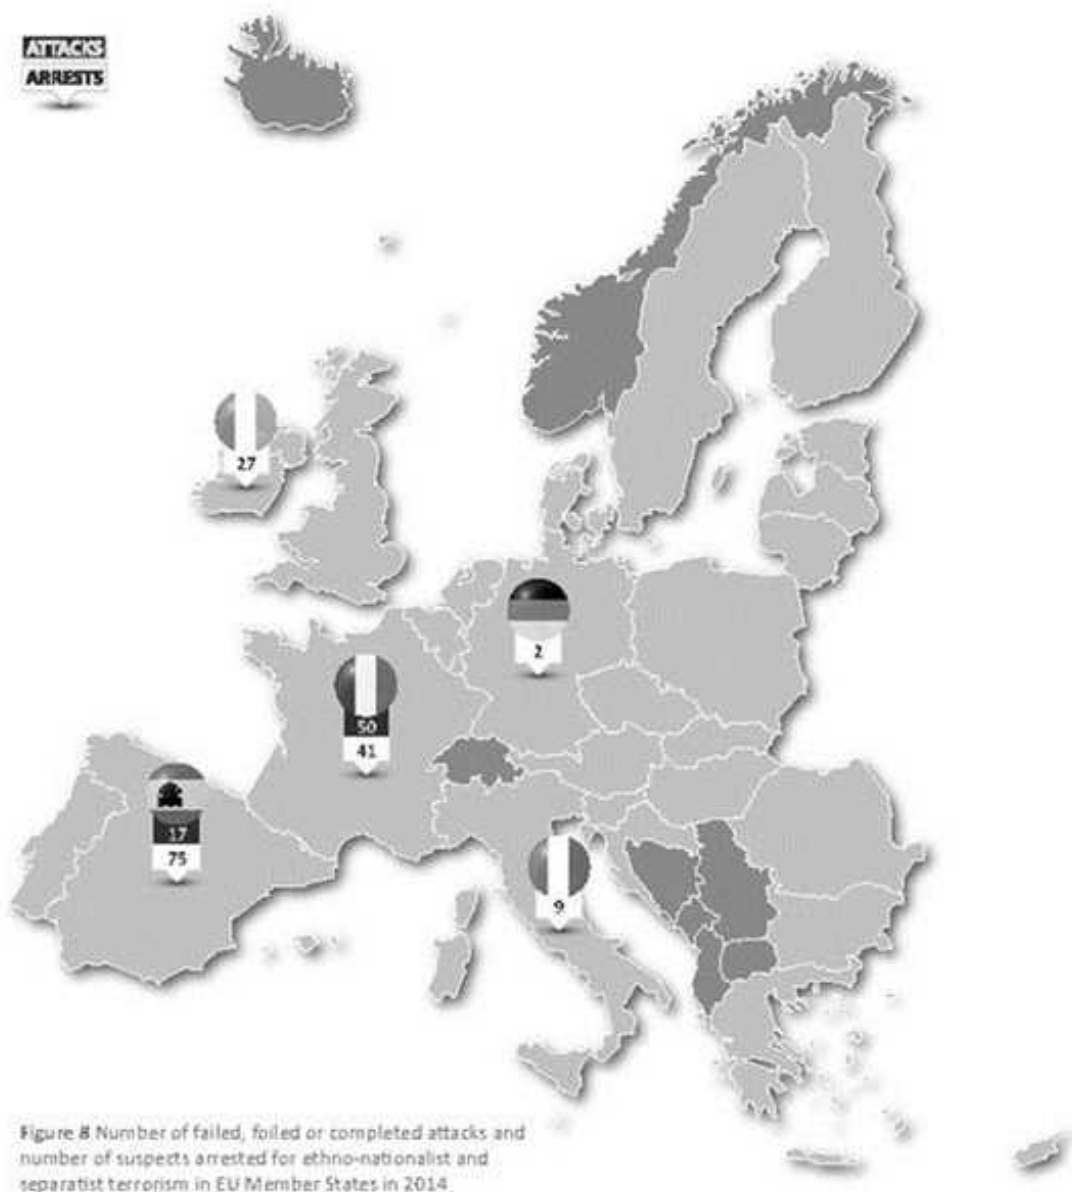 ATTACKS
ARRESTS
27
2
50
41
17
75
9
Figure 8 Number of failed, foiled or completed attacks and
number of suspects arrested for ethno-nationalist and
separatist terrorism in EU Member States in 2014